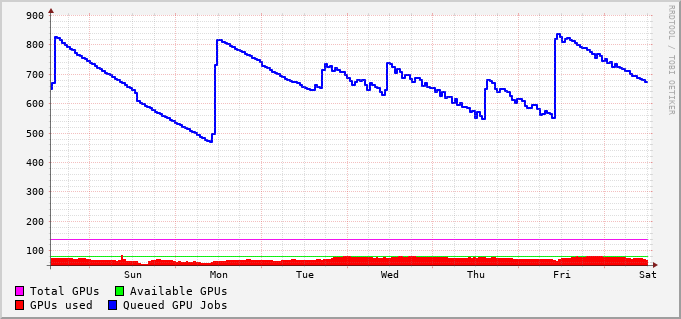 900
800
700
600
500
400
300
200
100
Sun Mon Tue Wed Thu Fri Sat
Total GPUs Available GPUs
GPUs used Queued GPU Jobs
RRDTOOL / TOBI OETIKER